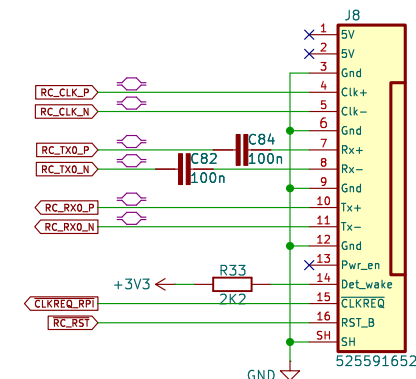 J8
1 5V
2 5V
3 Gnd
RC_CLK_P 4 Clk+
RC_CLK_N 5 Clk-
6 Gnd
C84
RC_TX0_P 7 Rx+
C82 100n
RC_TX0_N 8 Rx-
100n
9 Gnd
RC_RX0_P 10 Tx+
RC_RX0_N 11 Tx-
12 Gnd
13 Pwr_en
R33
+3V3 14 Det_wake
2K2
CLKREQ_RPI 15 CLKREQ
RC_RST 16 RST_B
SH SH
525591652
GND